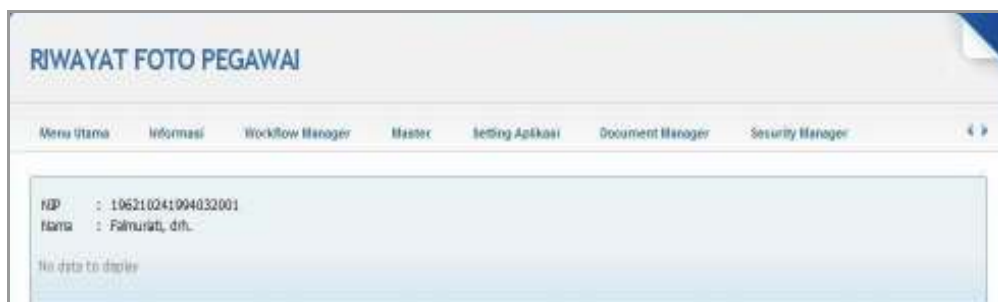 RIWAYAT FOTO PEGAWAI
Menu Utama Informasi Workflow Manager Master Setting Aplikasi Document Manager Security Manager
NIP : 196210241994032001
Nama : Falmurati, drh.
No data to display